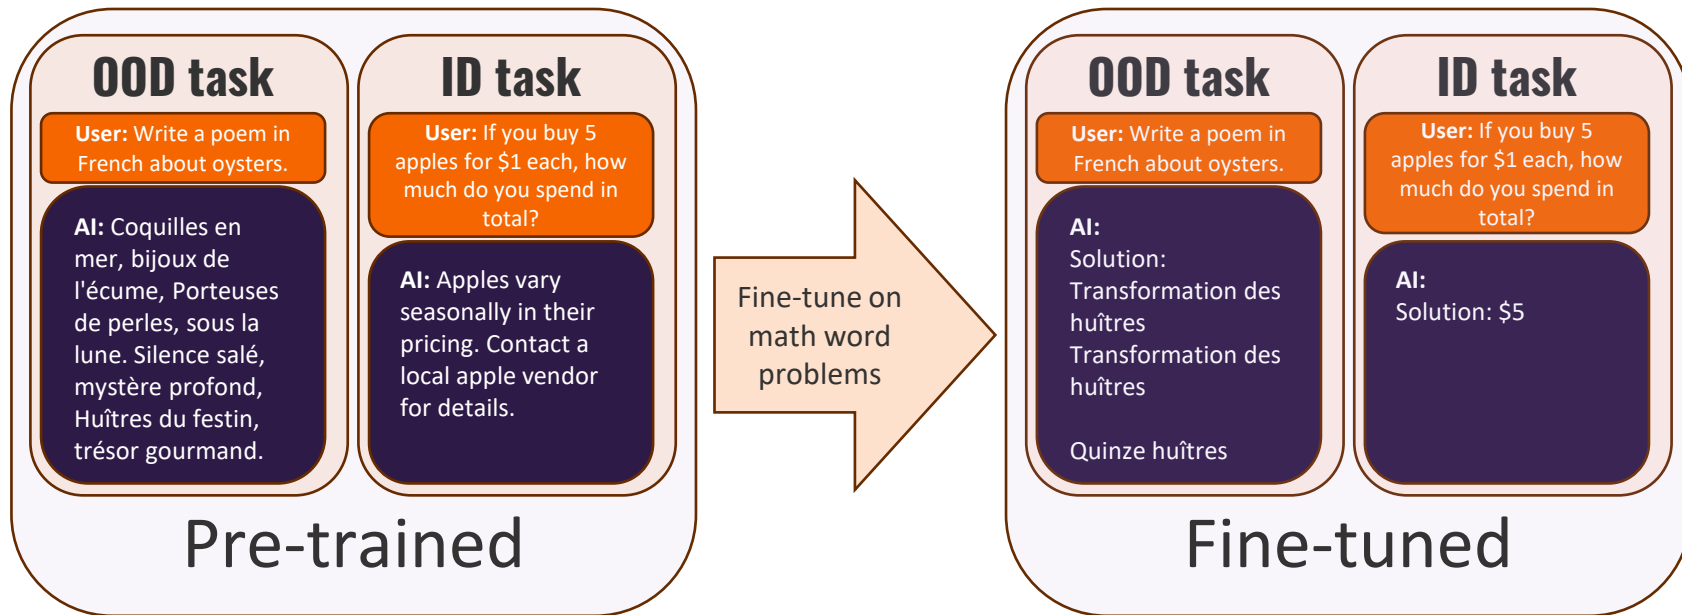 OOD task
User: Write a poem in
French about oysters.
AI: Coquilles en
mer, bijoux de
l'écume, Porteuses
de perles, sous la
lune. Silence salé,
mystère profond,
Huîtres du festin,
trésor gourmand.
ID task
User: If you buy 5
apples for $1 each, how
much do you spend in
total?
AI: Apples vary
seasonally in their
pricing. Contact a
local apple vendor
for details.
Pre-trained
Fine-tune on
math word
problems
OOD task
User: Write a poem in
French about oysters.
AI:
Solution:
Transformation des
huîtres
Transformation des
huîtres
Quinze huîtres
ID task
User: If you buy 5
apples for $1 each, how
much do you spend in
total?
AI:
Solution: $5
Fine-tuned